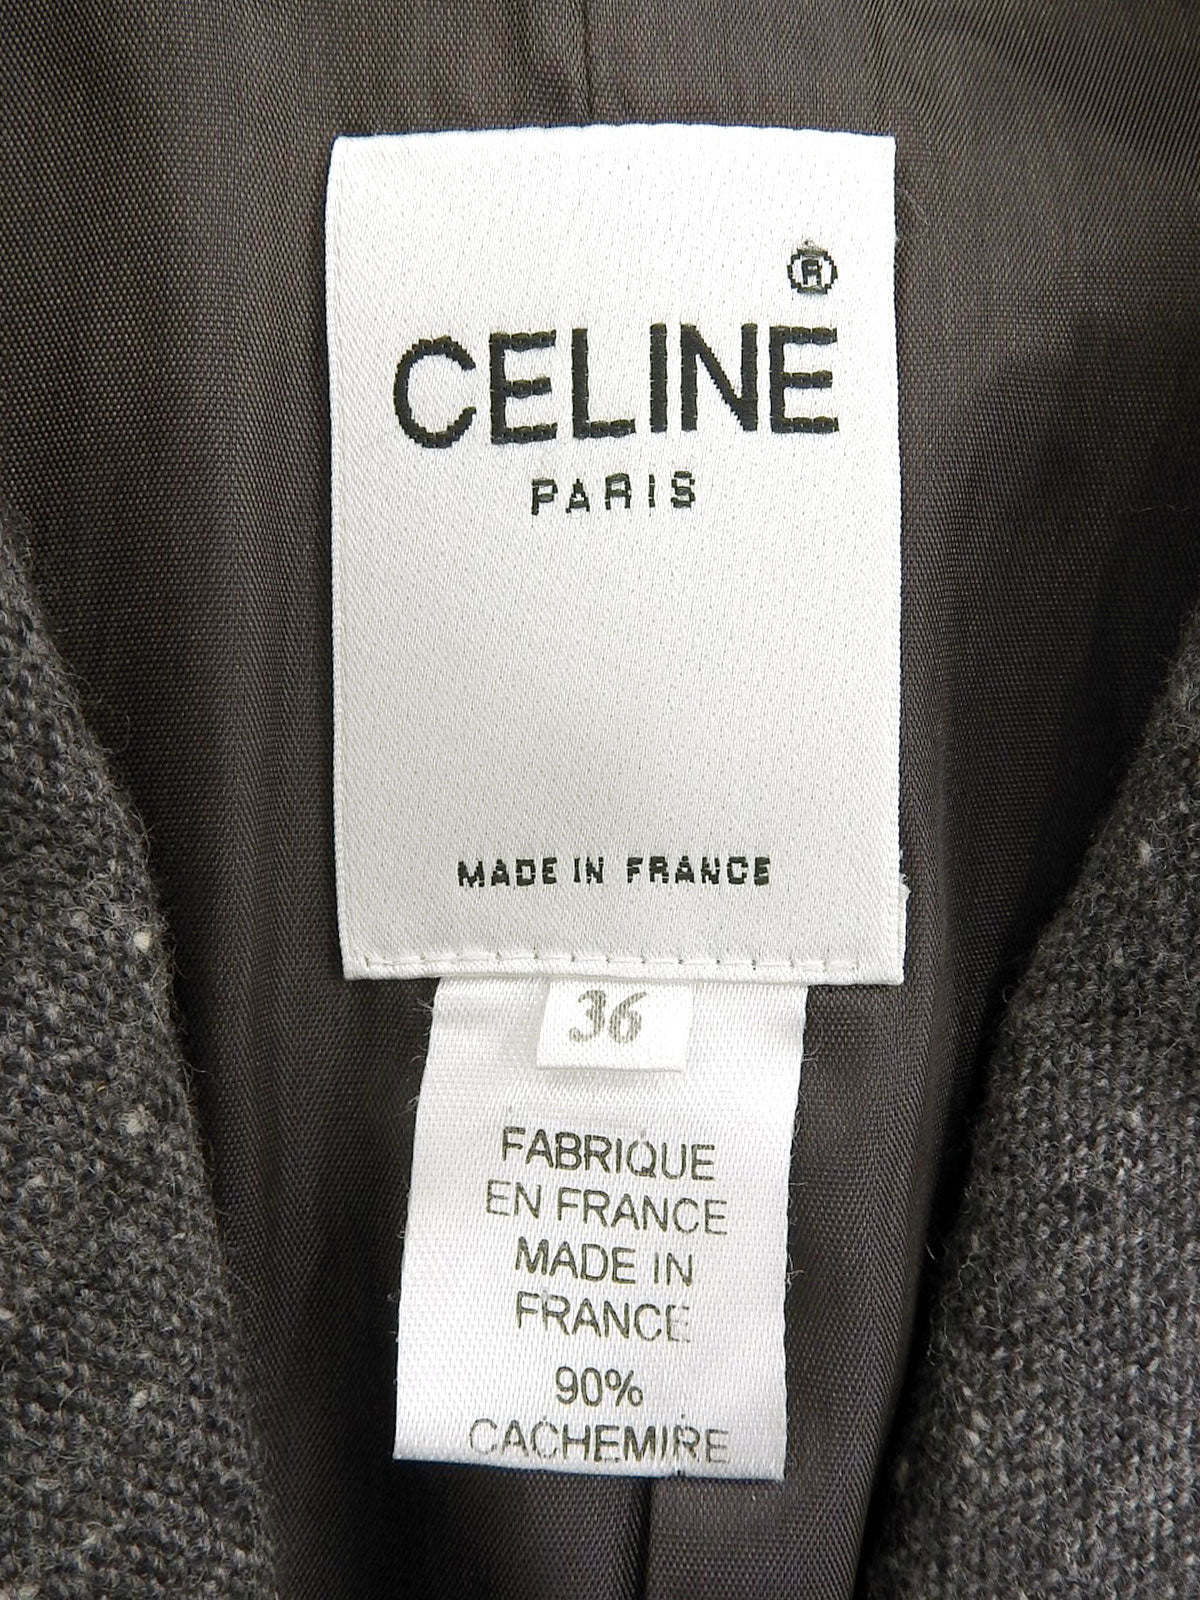 ®
CELINE
PARIS
MADE IN FRANCE
36
FABRIQUE
EN FRANCE
MADE IN
FRANCE
90%
CACHEMIRE